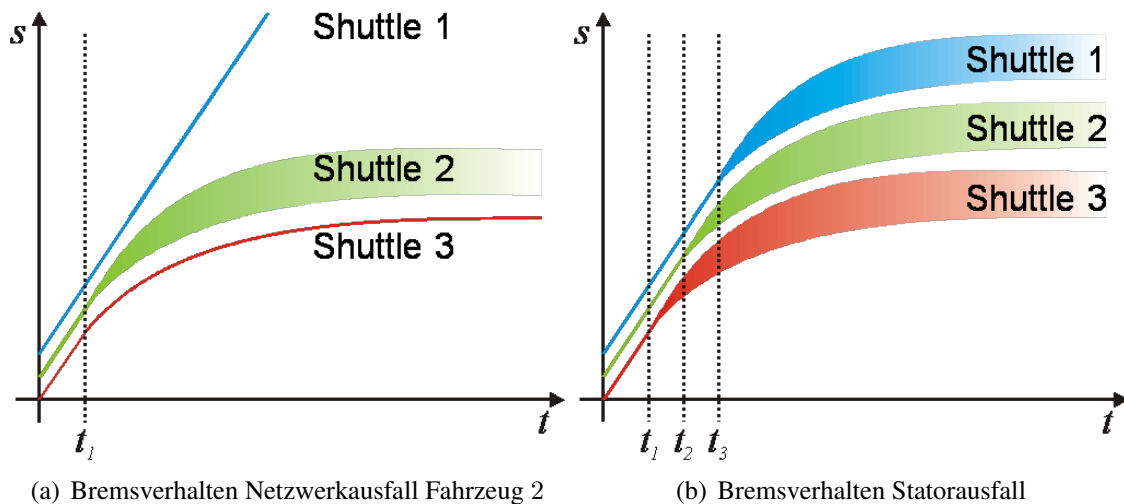 s
Shuttle 1
Shuttle 2
Shuttle 3
t
t₁
(a) Bremsverhalten Netzwerkausfall Fahrzeug 2
s
Shuttle 1
Shuttle 2
Shuttle 3
t
t₁ t₂ t₃
(b) Bremsverhalten Statorausfall